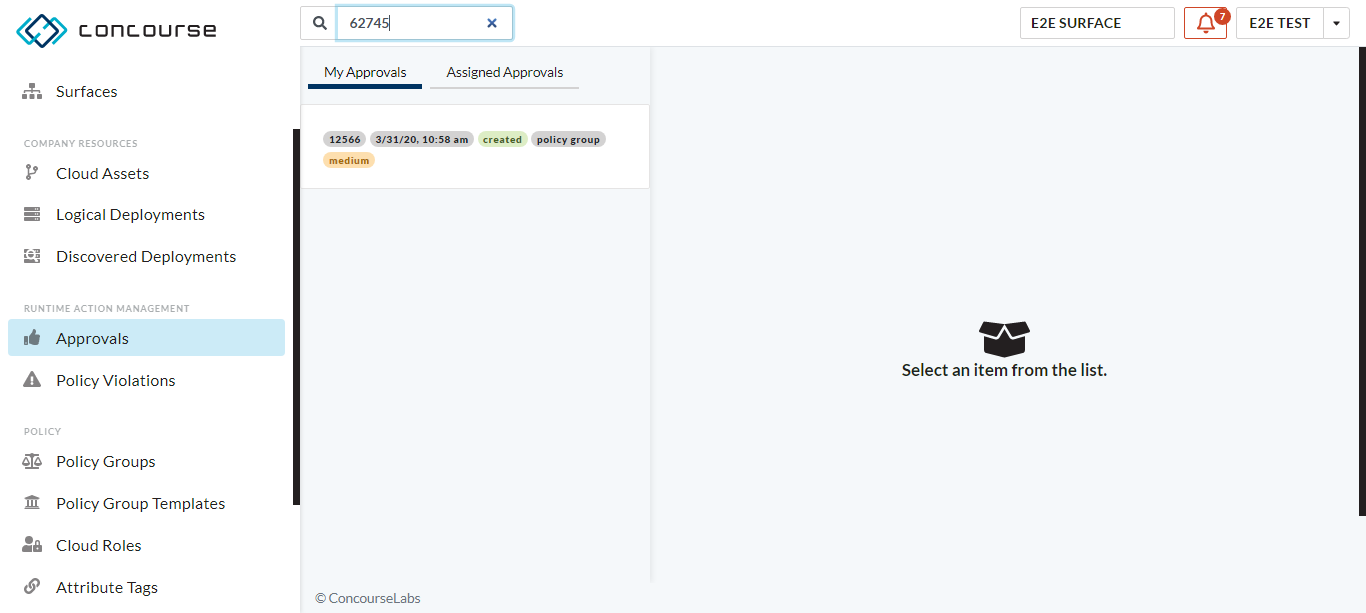 concourse
62745
E2E SURFACE
7
E2E TEST
Surfaces
COMPANY RESOURCES
Cloud Assets
Logical Deployments
Discovered Deployments
RUNTIME ACTION MANAGEMENT
Approvals
Policy Violations
POLICY
Policy Groups
Policy Group Templates
Cloud Roles
Attribute Tags
My Approvals Assigned Approvals
12566 3/31/20, 10:58 am created policy group
medium
Select an item from the list.
© ConcourseLabs